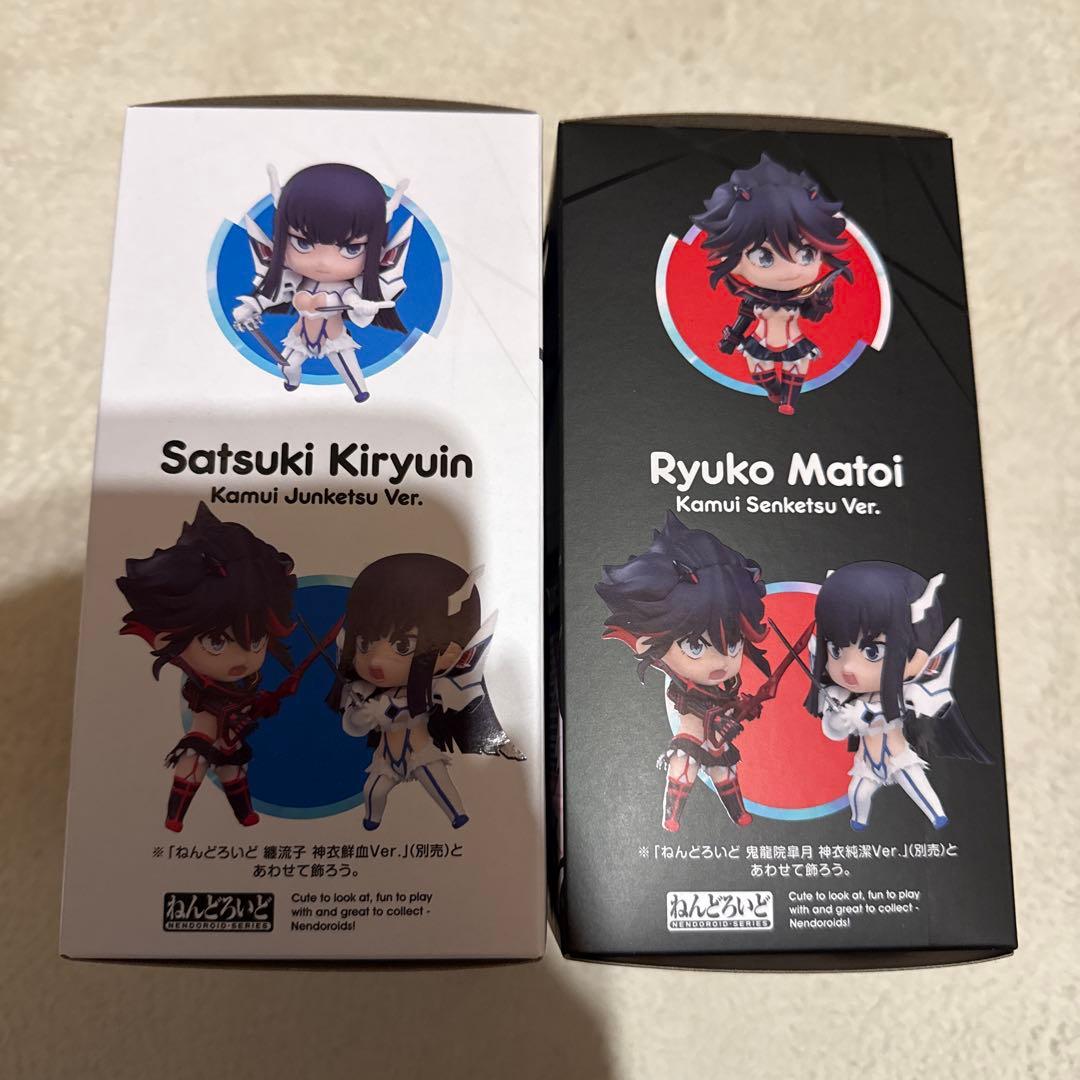 Satsuki Kiryuin
Kamui Junketsu Ver.
※「ねんどろいど 纏流子 神衣鮮血Ver.」(別売)と
あわせて飾ろう。
ねんどろいど
NENDOROID-SERIES
Cute to look at, fun to play
with and great to collect -
Nendoroids!
Ryuko Matoi
Kamui Senketsu Ver.
※「ねんどろいど 鬼龍院皐月 神衣純潔Ver.」(別売)と
あわせて飾ろう。
ねんどろいど
NENDOROID-SERIES
Cute to look at, fun to play
with and great to collect -
Nendoroids!